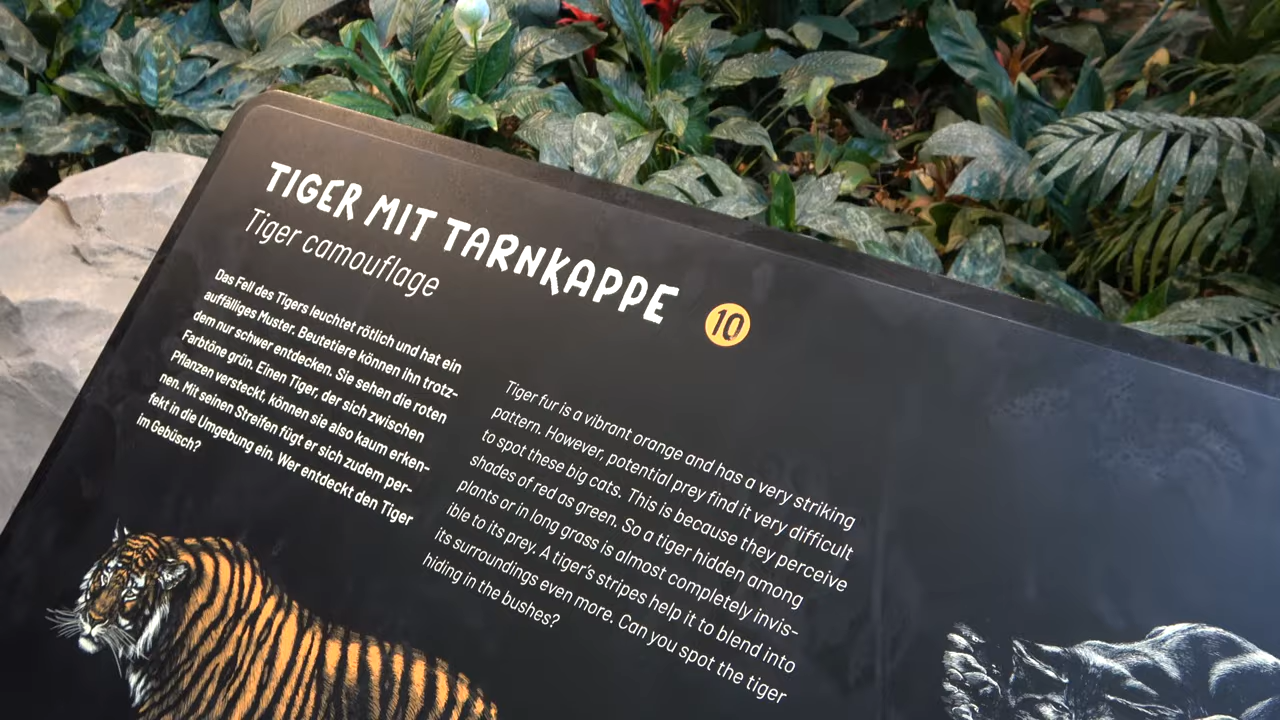 TIGER MIT TARNKAPPE
Tiger camouflage
10
Das Fell des Tigers leuchtet rötlich und hat ein
auffälliges Muster. Beutetiere können ihn trotz-
dem nur schwer entdecken. Sie sehen die roten
Farbtöne grün. Einen Tiger, der sich zwischen
Pflanzen versteckt, können sie also kaum erken-
nen. Mit seinen Streifen fügt er sich zudem per-
fekt in die Umgebung ein. Wer entdeckt den Tiger
im Gebüsch?
Tiger fur is a vibrant orange and has a very striking
pattern. However, potential prey find it very difficult
to spot these big cats. This is because they perceive
shades of red as green. So a tiger hidden among
plants or in long grass is almost completely invis-
ible to its prey. A tiger's stripes help it to blend into
its surroundings even more. Can you spot the tiger
hiding in the bushes?